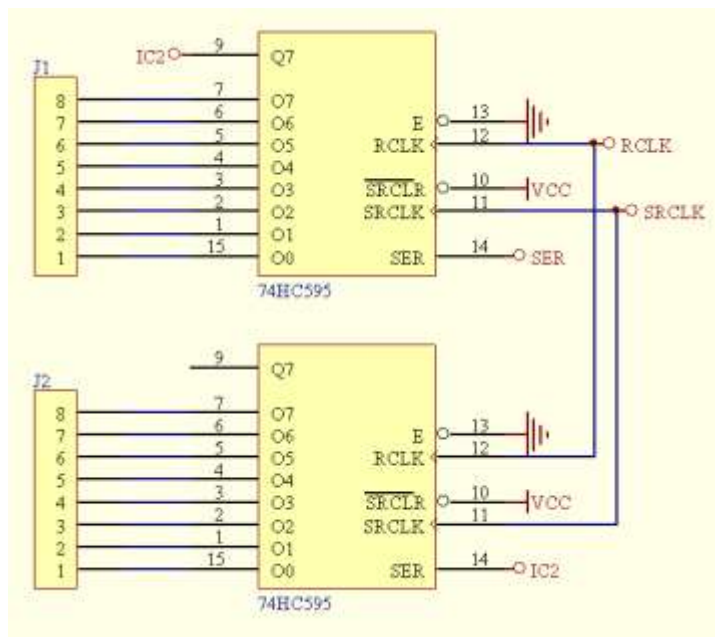 IC2 9 Q7
J1
8 7 O7
7 6 O6 E 13
6 5 O5 RCLK 12 RCLK
5 4 O4
4 3 O3 SRCLR 10 VCC
3 2 O2 SRCLK 11 SRCLK
2 1 O1
1 15 O0 SER 14 SER
74HC595
9 Q7
J2
8 7 O7
7 6 O6 E 13
6 5 O5 RCLK 12
5 4 O4
4 3 O3 SRCLR 10 VCC
3 2 O2 SRCLK 11
2 1 O1
1 15 O0 SER 14 IC2
74HC595